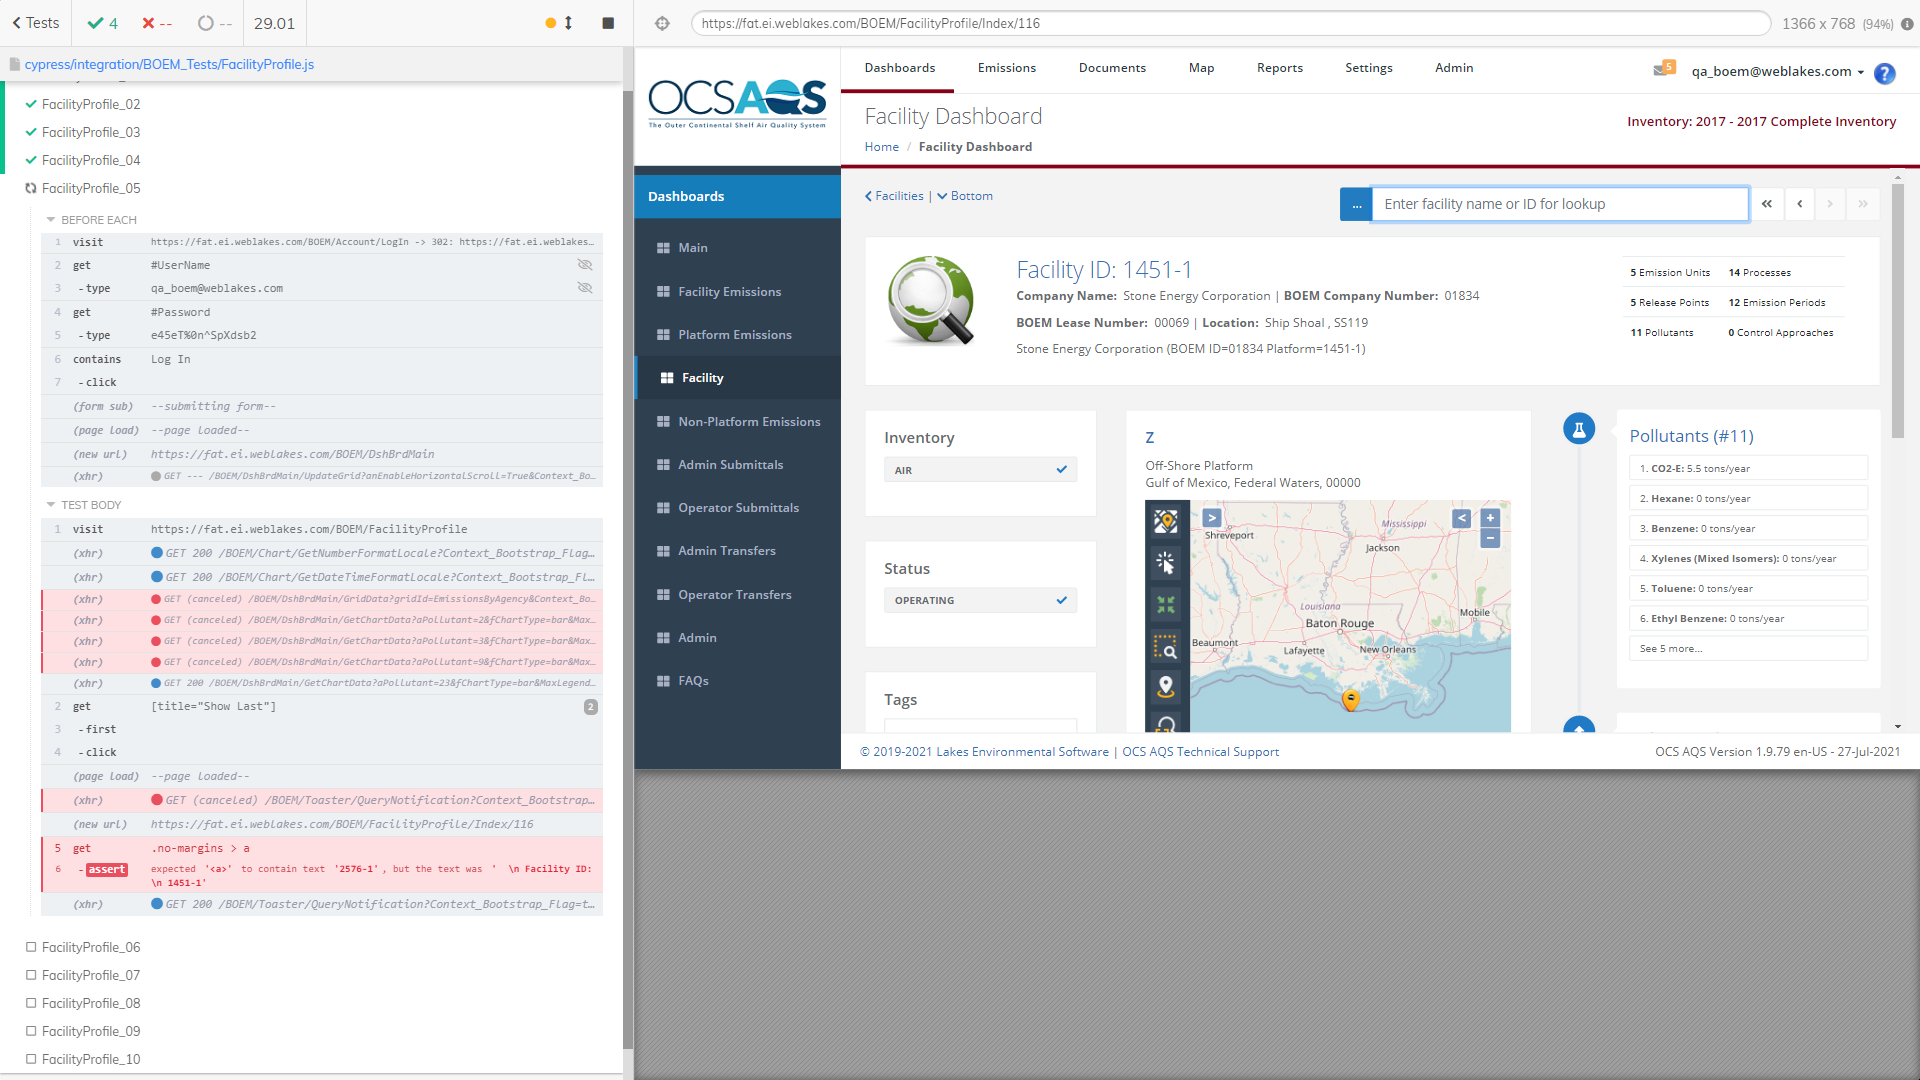 Tests
4
--
--
29.01
https://fat.ei.weblakes.com/BOEM/FacilityProfile/Index/116
1366 x 768 (94%)
cypress/integration/BOEM_Tests/FacilityProfile.js
FacilityProfile_02
FacilityProfile_03
FacilityProfile_04
FacilityProfile_05
BEFORE EACH
1 visit https://fat.ei.weblakes.com/BOEM/Account/LogIn -> 302: https://fat.ei.weblakes…
2 get #UserName
3 -type qa_boem@weblakes.com
4 get #Password
5 -type e45eT%0n^SpXdsb2
6 contains Log In
7 -click
(form sub) --submitting form--
(page load) --page loaded--
(new url) https://fat.ei.weblakes.com/BOEM/DshBrdMain
(xhr) GET --- /BOEM/DshBrdMain/UpdateGrid?anEnableHorizontalScroll=True&Context_Bo…
TEST BODY
1 visit https://fat.ei.weblakes.com/BOEM/FacilityProfile
(xhr) GET 200 /BOEM/Chart/GetNumberFormatLocale?Context_Bootstrap_Flag…
(xhr) GET 200 /BOEM/Chart/GetDateTimeFormatLocale?Context_Bootstrap_Fl…
(xhr) GET (canceled) /BOEM/DshBrdMain/GridData?gridId=EmissionsByAgency&Context_Bo…
(xhr) GET (canceled) /BOEM/DshBrdMain/GetChartData?aPollutant=2&fChartType=bar&Max…
(xhr) GET (canceled) /BOEM/DshBrdMain/GetChartData?aPollutant=3&fChartType=bar&Max…
(xhr) GET (canceled) /BOEM/DshBrdMain/GetChartData?aPollutant=9&fChartType=bar&Max…
(xhr) GET 200 /BOEM/DshBrdMain/GetChartData?aPollutant=23&fChartType=bar&MaxLegend…
2 get [title="Show Last"] 2
3 -first
4 -click
(page load) --page loaded--
(xhr) GET (canceled) /BOEM/Toaster/QueryNotification?Context_Bootstrap…
(new url) https://fat.ei.weblakes.com/BOEM/FacilityProfile/Index/116
5 get .no-margins > a
6 -assert expected '<a>' to contain text '2576-1', but the text was ' \n Facility ID:
\n 1451-1'
(xhr) GET 200 /BOEM/Toaster/QueryNotification?Context_Bootstrap_Flag=t…
FacilityProfile_06
FacilityProfile_07
FacilityProfile_08
FacilityProfile_09
FacilityProfile_10
OCSAQS
The Outer Continental Shelf Air Quality System
Dashboards Emissions Documents Map Reports Settings Admin
5
qa_boem@weblakes.com
?
Facility Dashboard
Home / Facility Dashboard
Inventory: 2017 - 2017 Complete Inventory
Dashboards
Main
Facility Emissions
Platform Emissions
Facility
Non-Platform Emissions
Admin Submittals
Operator Submittals
Admin Transfers
Operator Transfers
Admin
FAQs
Facilities | Bottom
...
Enter facility name or ID for lookup
Facility ID: 1451-1
Company Name: Stone Energy Corporation | BOEM Company Number: 01834
BOEM Lease Number: 00069 | Location: Ship Shoal , SS119
Stone Energy Corporation (BOEM ID=01834 Platform=1451-1)
5 Emission Units 14 Processes
5 Release Points 12 Emission Periods
11 Pollutants 0 Control Approaches
Inventory
AIR
Status
OPERATING
Tags
Z
Off-Shore Platform
Gulf of Mexico, Federal Waters, 00000
> < + −
Mississippi
Shreveport
Jackson
Louisiana
Mobile
Baton Rouge
Beaumont
Lafayette
New Orleans
Pollutants (#11)
1. CO2-E: 5.5 tons/year
2. Hexane: 0 tons/year
3. Benzene: 0 tons/year
4. Xylenes (Mixed Isomers): 0 tons/year
5. Toluene: 0 tons/year
6. Ethyl Benzene: 0 tons/year
See 5 more...
© 2019-2021 Lakes Environmental Software | OCS AQS Technical Support
OCS AQS Version 1.9.79 en-US - 27-Jul-2021